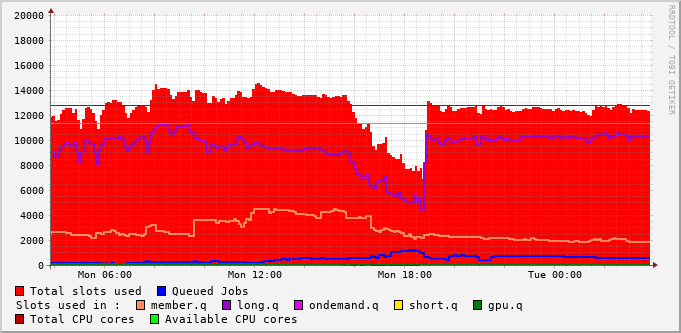 RRDTOOL / TOBI OETIKER
20000
18000
16000
14000
12000
10000
8000
6000
4000
2000
0
Mon 06:00 Mon 12:00 Mon 18:00 Tue 00:00
Total slots used Queued Jobs
Slots used in : member.q long.q ondemand.q short.q gpu.q
Total CPU cores Available CPU cores